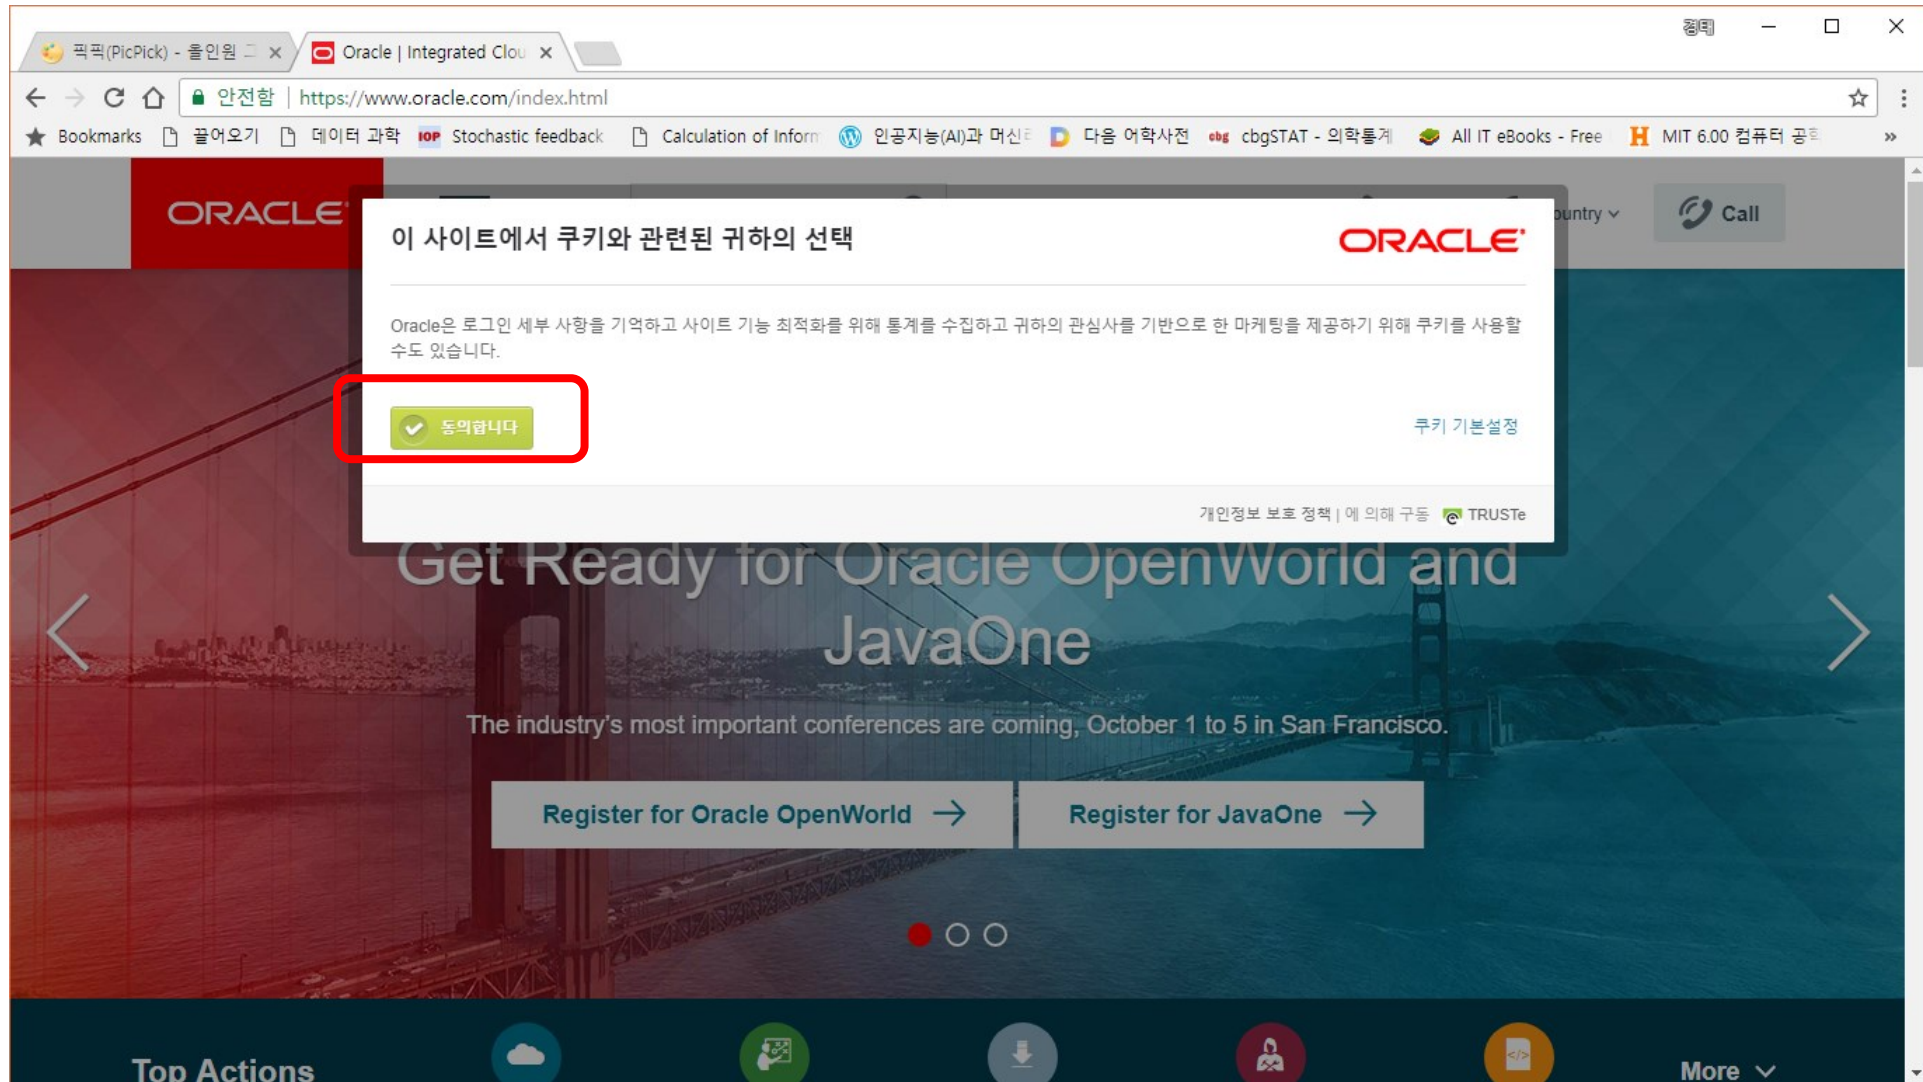 경태
픽픽(PicPick) - 올인원 그
Oracle | Integrated Clou
안전함 | https://www.oracle.com/index.html
Bookmarks 끌어오기 데이터 과학 IOP Stochastic feedback Calculation of Inform 인공지능(AI)과 다음 어학사전 cbg cbgSTAT - 의학통계 All IT eBooks - Free MIT 6.00 컴퓨터 공학 »
ORACLE
ountry
Call
이 사이트에서 쿠키와 관련된 귀하의 선택
ORACLE
Oracle은 로그인 세부 사항을 기억하고 사이트 기능 최적화를 위해 통계를 수집하고 귀하의 관심사를 기반으로 한 마케팅을 제공하기 위해 쿠키를 사용할
수도 있습니다.
동의합니다
쿠키 기본설정
개인정보 보호 정책 | 에 의해 구동 TRUSTe
Get Ready for Oracle OpenWorld and
JavaOne
The industry's most important conferences are coming, October 1 to 5 in San Francisco.
Register for Oracle OpenWorld →
Register for JavaOne →
Top Actions
More